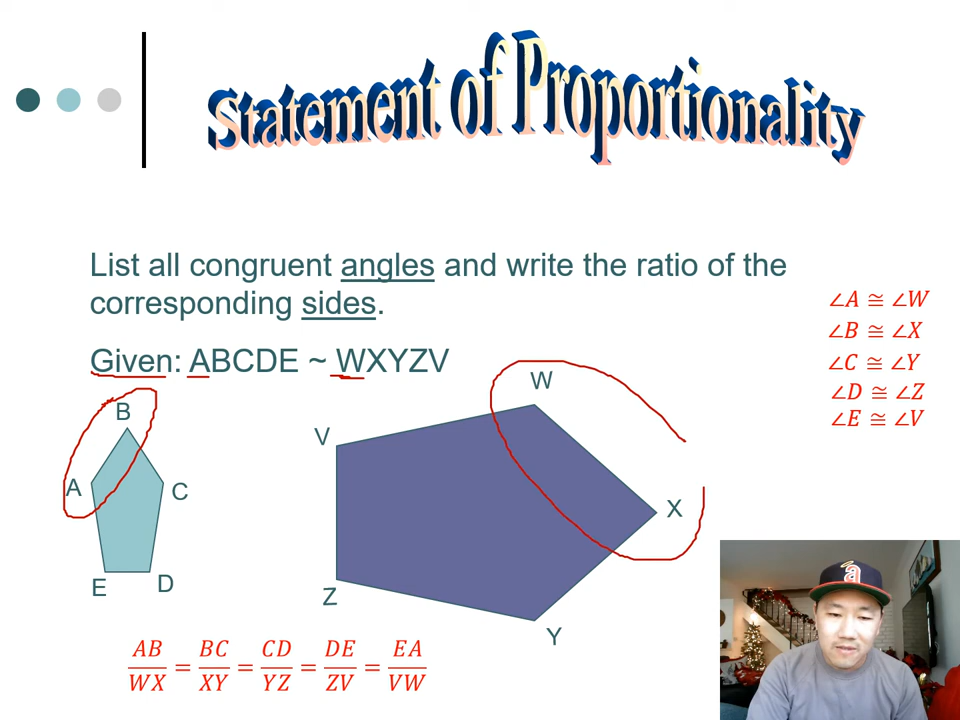 Statement of Proportionality
List all congruent angles and write the ratio of the
corresponding sides.
Given: ABCDE ~ WXYZV
∠A ≅ ∠W
∠B ≅ ∠X
∠C ≅ ∠Y
∠D ≅ ∠Z
∠E ≅ ∠V
B
A
C
E
D
W
V
X
Z
Y
AB/WX = BC/XY = CD/YZ = DE/ZV = EA/VW
a